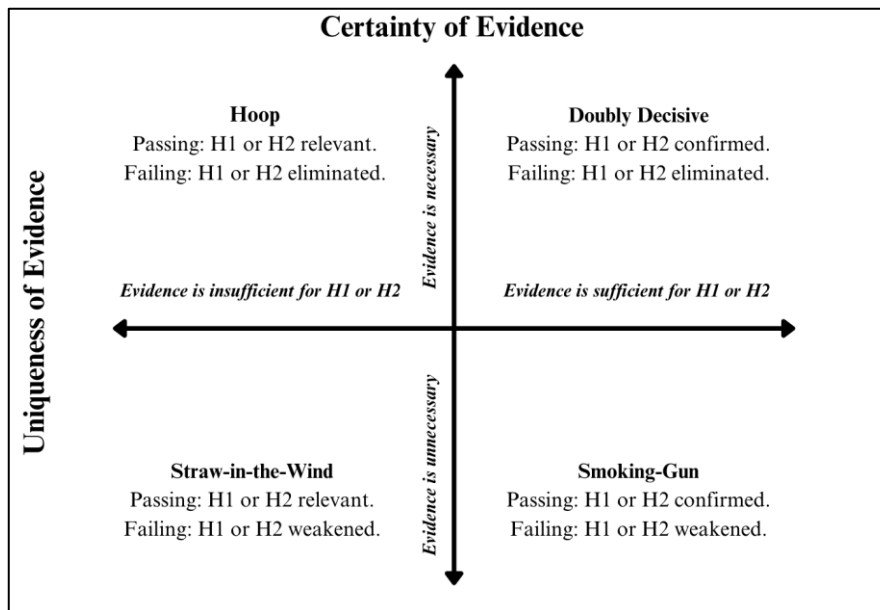 Certainty of Evidence
Uniqueness of Evidence
Hoop
Passing: H1 or H2 relevant.
Failing: H1 or H2 eliminated.
Evidence is necessary
Doubly Decisive
Passing: H1 or H2 confirmed.
Failing: H1 or H2 eliminated.
Evidence is insufficient for H1 or H2
Evidence is sufficient for H1 or H2
Straw-in-the-Wind
Passing: H1 or H2 relevant.
Failing: H1 or H2 weakened.
Evidence is unnecessary
Smoking-Gun
Passing: H1 or H2 confirmed.
Failing: H1 or H2 weakened.